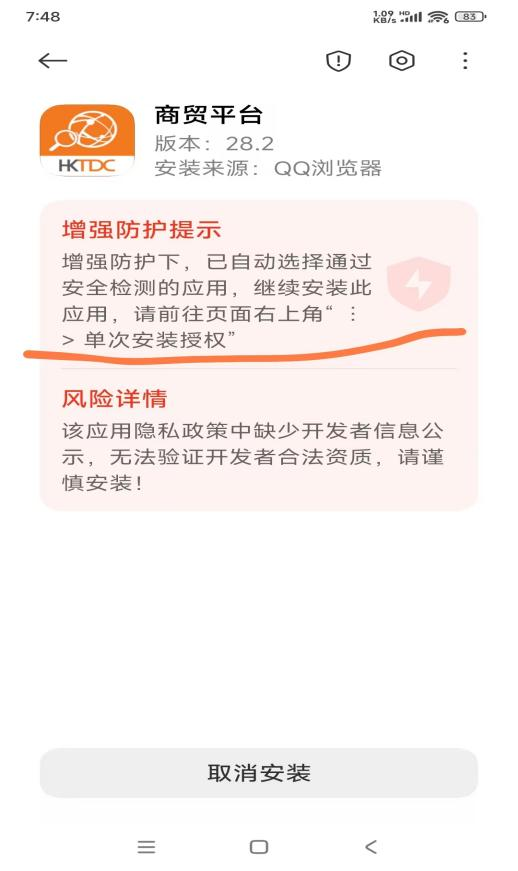 7:48
1.09 KB/s HD 6 83
商贸平台
版本：28.2
安装来源：QQ浏览器
HKTDC
增强防护提示
增强防护下，已自动选择通过
安全检测的应用，继续安装此
应用，请前往页面右上角“⋮
> 单次安装授权”
风险详情
该应用隐私政策中缺少开发者信息公
示，无法验证开发者合法资质，请谨
慎安装！
取消安装